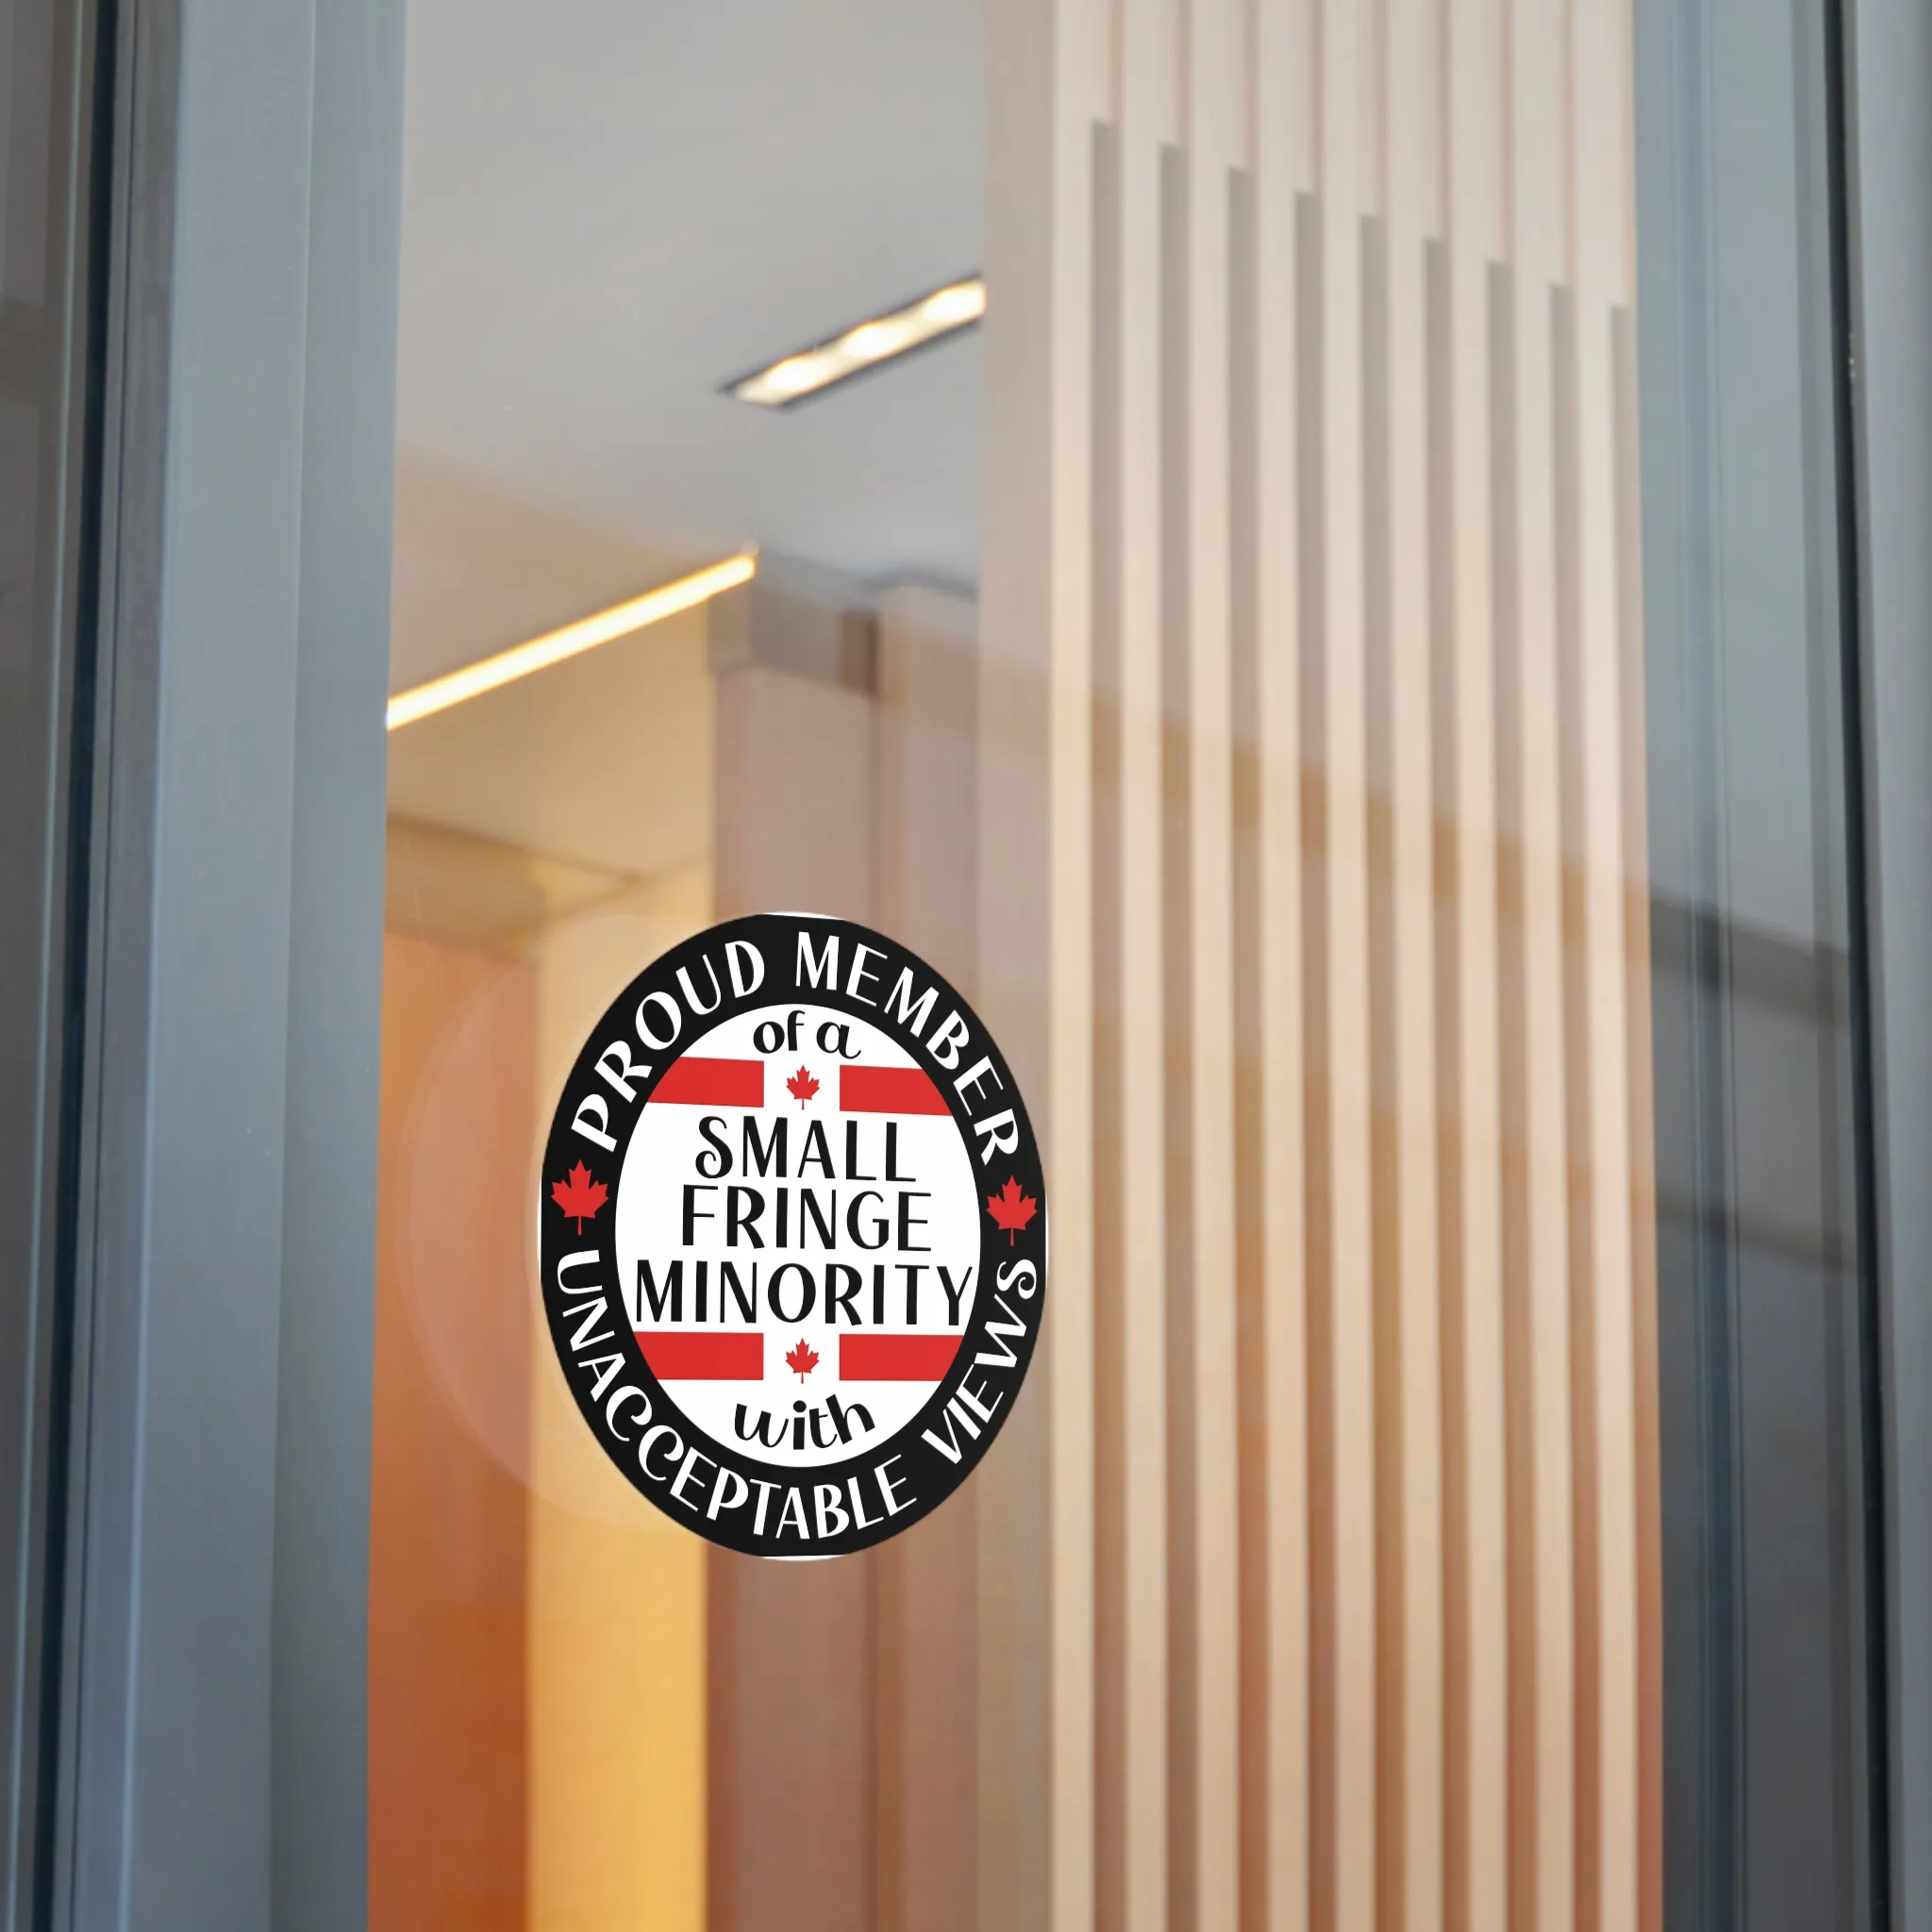 PROUD MEMBER
of a
SMALL
FRINGE
MINORITY
with
UNACCEPTABLE VIEWS